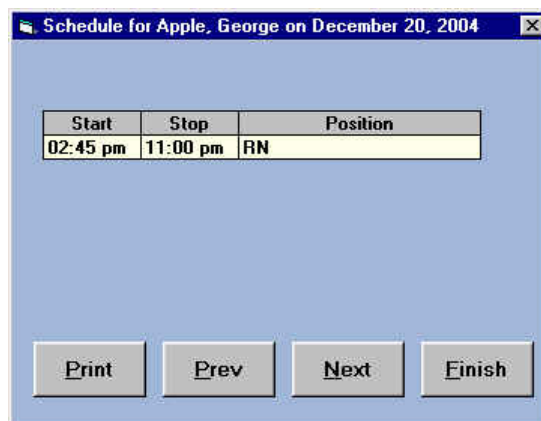 Schedule for Apple, George on December 20, 2004
Start Stop Position
02:45 pm 11:00 pm RN
Print Prev Next Finish